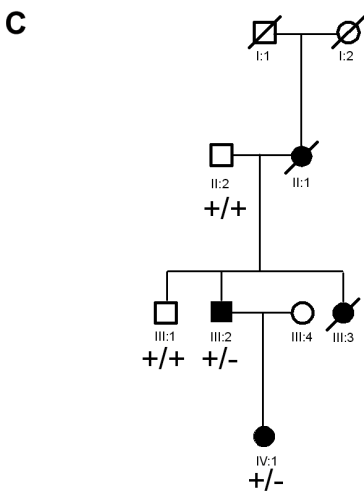 C
I:1 I:2
II:2 II:1
+/+
III:1 III:2 III:4 III:3
+/+ +/-
IV:1
+/-